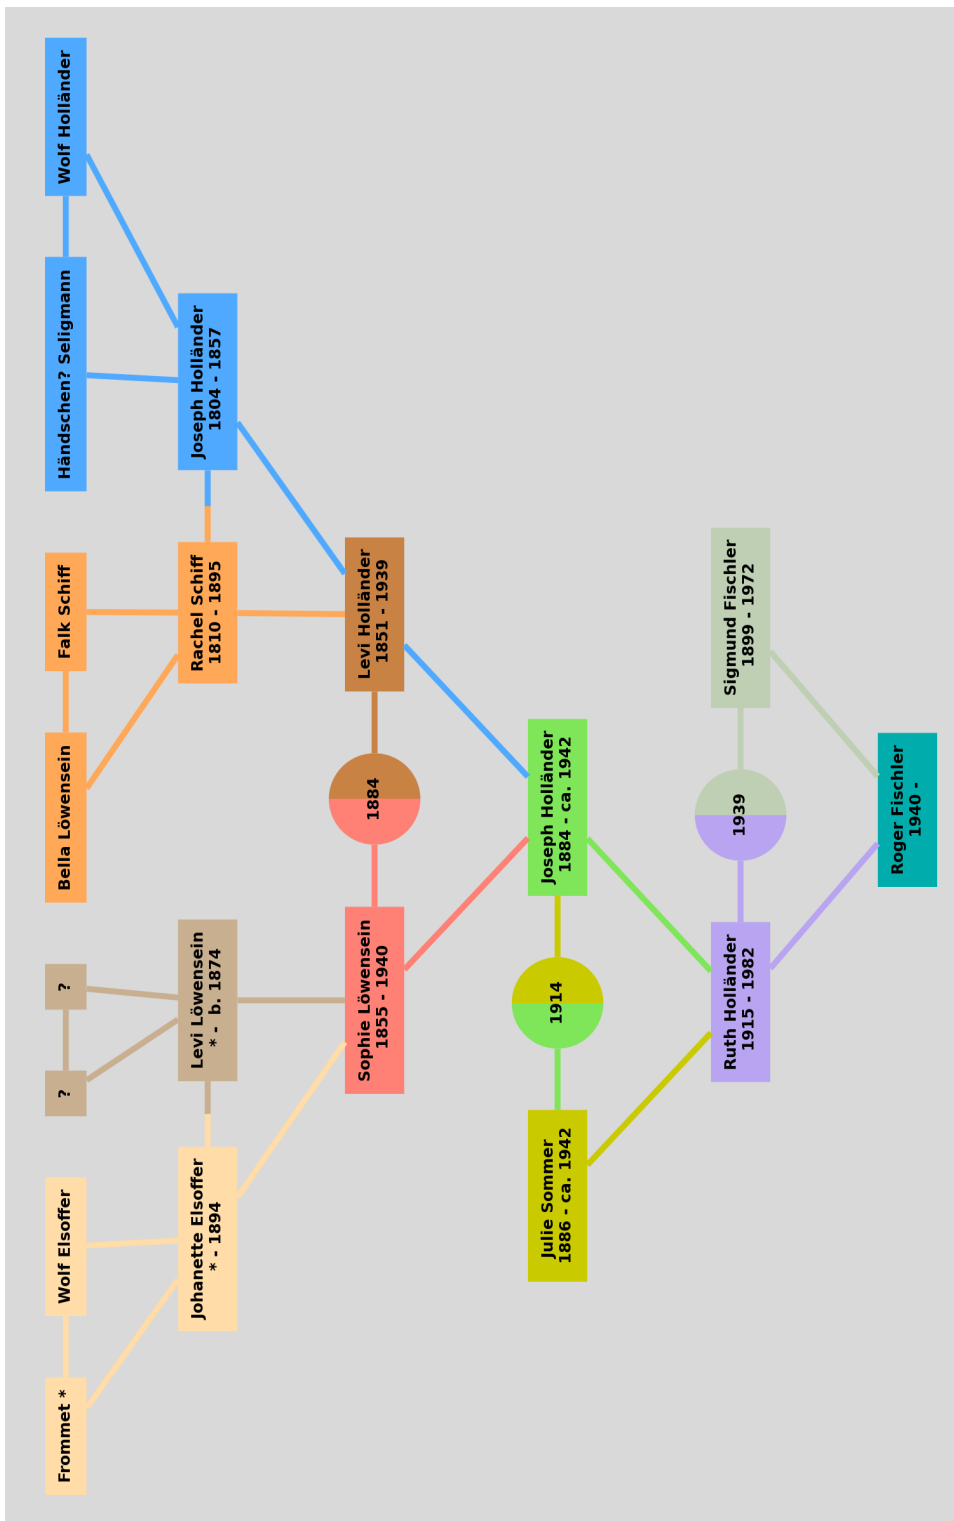 Frommet *
Wolf Elsoffer
?
?
Bella Löwensein
Falk Schiff
Händschen? Seligmann
Wolf Holländer
Johanette Elsoffer
* - 1894
Levi Löwensein
* -  b. 1874
Rachel Schiff
1810 - 1895
Joseph Holländer
1804 - 1857
Sophie Löwensein
1855 - 1940
1884
Levi Holländer
1851 - 1939
Julie Sommer
1886 - ca. 1942
1914
Joseph Holländer
1884 - ca. 1942
Ruth Holländer
1915 - 1982
1939
Sigmund Fischler
1899 - 1972
Roger Fischler
1940 -